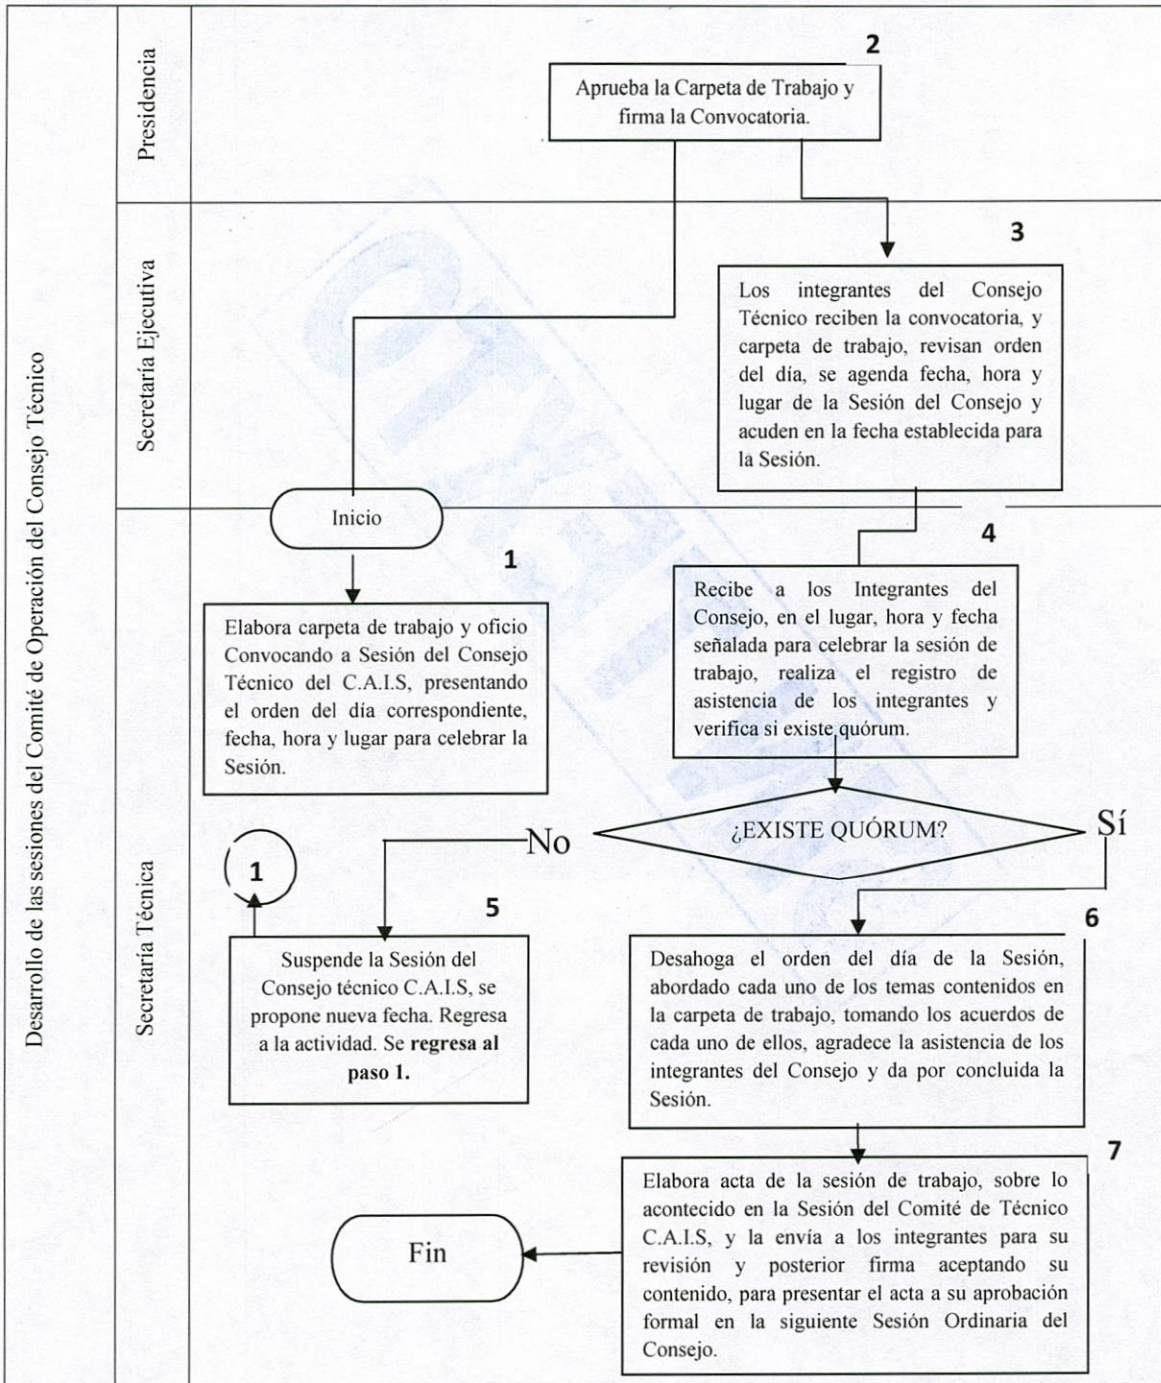 Desarrollo de las sesiones del Comité de Operación del Consejo Técnico
Presidencia
2
Aprueba la Carpeta de Trabajo y
firma la Convocatoria.
Secretaría Ejecutiva
3
Los integrantes del Consejo
Técnico reciben la convocatoria, y
carpeta de trabajo, revisan orden
del día, se agenda fecha, hora y
lugar de la Sesión del Consejo y
acuden en la fecha establecida para
la Sesión.
Secretaría Técnica
Inicio
1
Elabora carpeta de trabajo y oficio
Convocando a Sesión del Consejo
Técnico del C.A.I.S, presentando
el orden del día correspondiente,
fecha, hora y lugar para celebrar la
Sesión.
4
Recibe a los Integrantes del
Consejo, en el lugar, hora y fecha
señalada para celebrar la sesión de
trabajo, realiza el registro de
asistencia de los integrantes y
verifica si existe quórum.
¿EXISTE QUÓRUM?
No
Sí
1
5
Suspende la Sesión del
Consejo técnico C.A.I.S, se
propone nueva fecha. Regresa
a la actividad. Se regresa al
paso 1.
6
Desahoga el orden del día de la Sesión,
abordado cada uno de los temas contenidos en
la carpeta de trabajo, tomando los acuerdos de
cada uno de ellos, agradece la asistencia de los
integrantes del Consejo y da por concluida la
Sesión.
7
Elabora acta de la sesión de trabajo, sobre lo
acontecido en la Sesión del Comité de Técnico
C.A.I.S, y la envía a los integrantes para su
revisión y posterior firma aceptando su
contenido, para presentar el acta a su aprobación
formal en la siguiente Sesión Ordinaria del
Consejo.
Fin